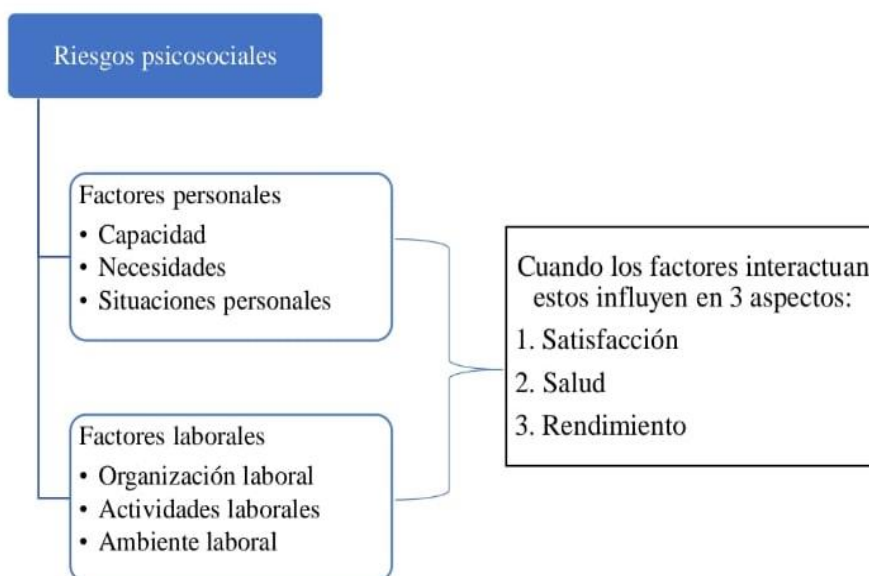 Riesgos psicosociales
Factores personales
• Capacidad
• Necesidades
• Situaciones personales
Factores laborales
• Organización laboral
• Actividades laborales
• Ambiente laboral
Cuando los factores interactuan
estos influyen en 3 aspectos:
1. Satisfacción
2. Salud
3. Rendimiento